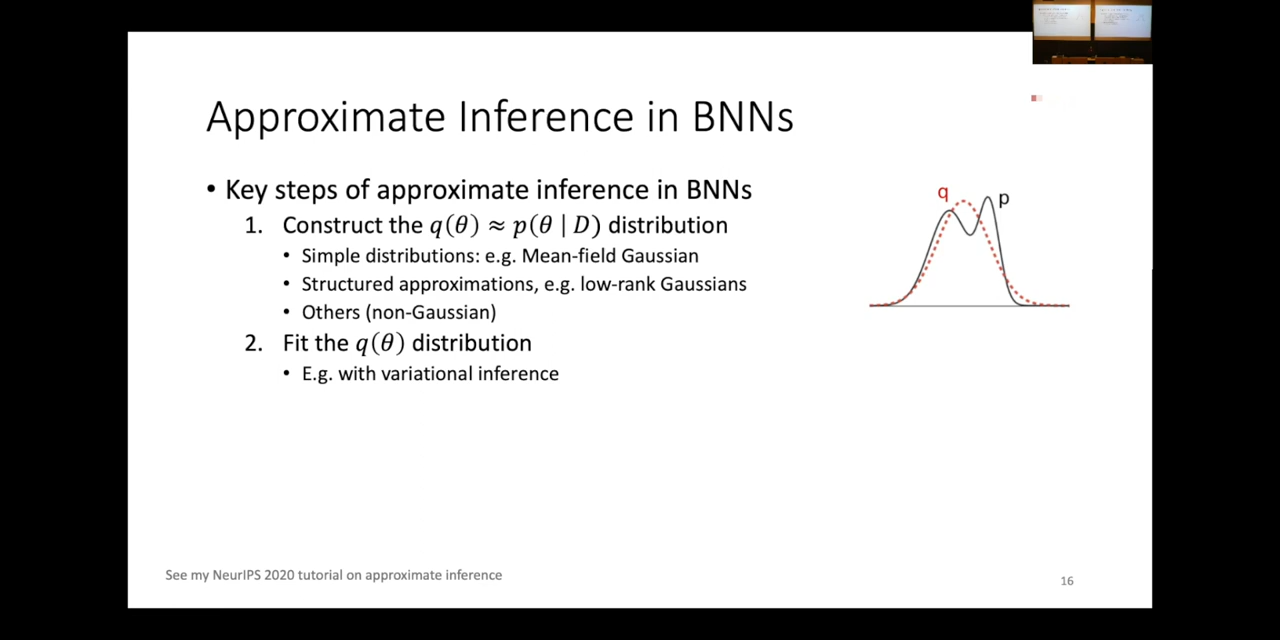 Approximate Inference in BNNs
• Key steps of approximate inference in BNNs
1. Construct the q(θ) ≈ p(θ | D) distribution
• Simple distributions: e.g. Mean-field Gaussian
• Structured approximations, e.g. low-rank Gaussians
• Others (non-Gaussian)
2. Fit the q(θ) distribution
• E.g. with variational inference
q
p
See my NeurIPS 2020 tutorial on approximate inference
16